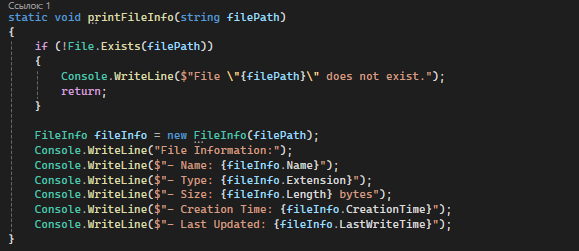 Ссылок: 1
static void printFileInfo(string filePath)
{
    if (!File.Exists(filePath))
    {
        Console.WriteLine($"File \"{filePath}\" does not exist.");
        return;
    }
    FileInfo fileInfo = new FileInfo(filePath);
    Console.WriteLine("File Information:");
    Console.WriteLine($"- Name: {fileInfo.Name}");
    Console.WriteLine($"- Type: {fileInfo.Extension}");
    Console.WriteLine($"- Size: {fileInfo.Length} bytes");
    Console.WriteLine($"- Creation Time: {fileInfo.CreationTime}");
    Console.WriteLine($"- Last Updated: {fileInfo.LastWriteTime}");
}